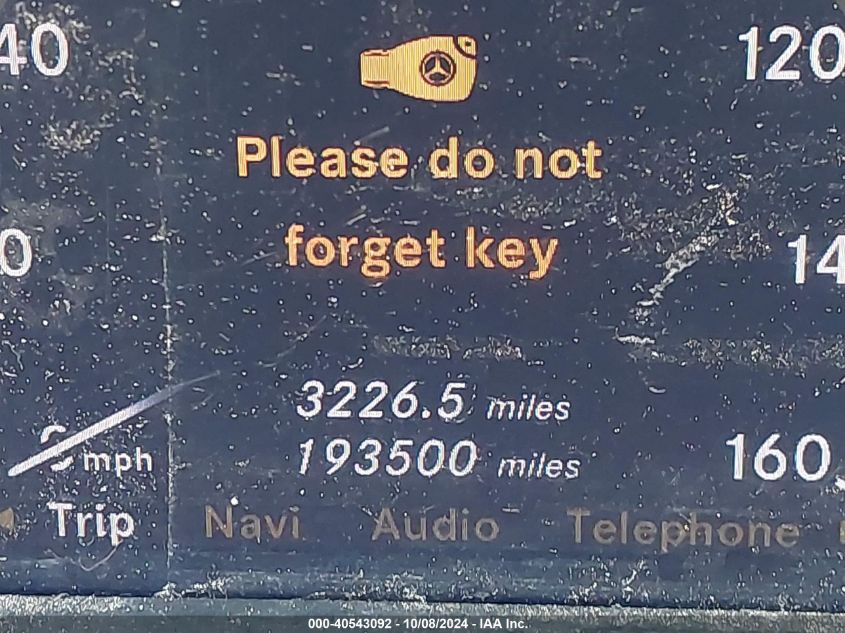 40 120
Please do not
0 forget key 14
3226.5 miles
0 mph 193500 miles 160
Trip Navi Audio Telephone
000-40543092 - 10/08/2024 - IAA Inc.